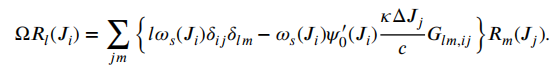 ΩR_l(J_i) = ∑_{jm} { lω_s(J_i)δ_{ij}δ_{lm} − ω_s(J_i)ψ′_0(J_i) \frac{κΔJ_j}{c} G_{lm,ij} } R_m(J_j).